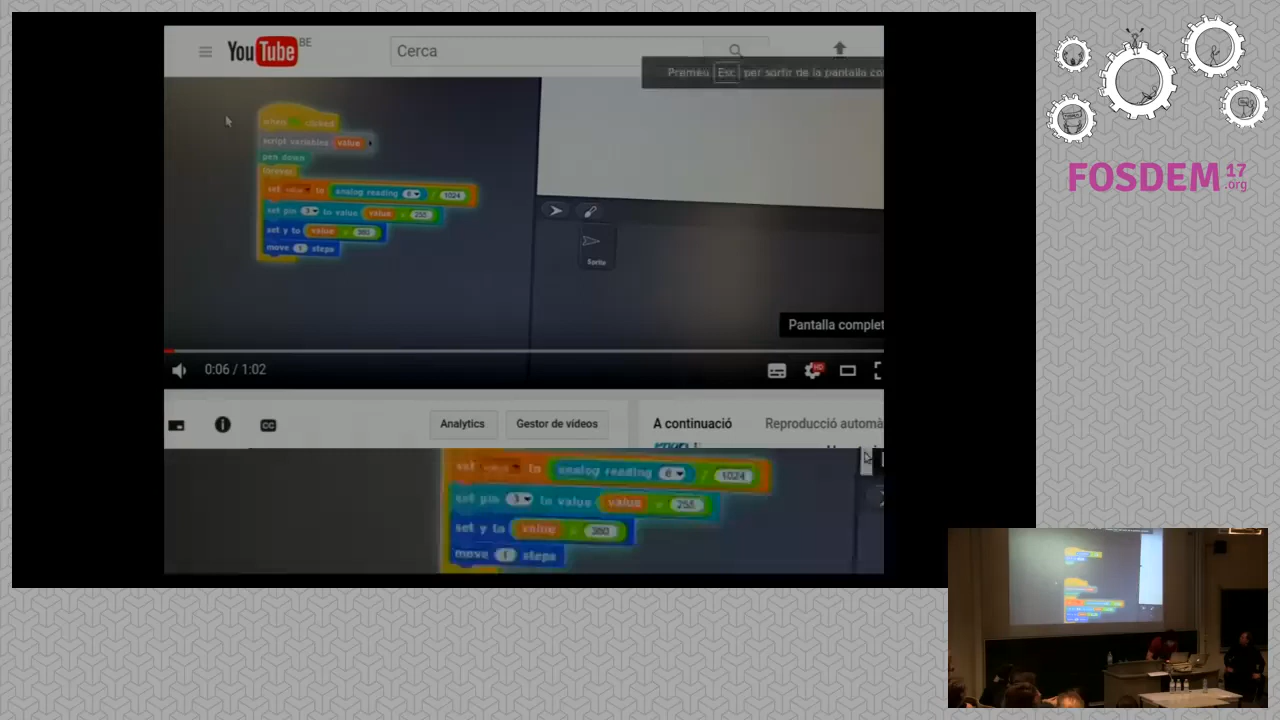 YouTube BE
Cerca
Premeu Esc per sortir de la pantalla co
when clicked
script variables value
pen down
forever
set value to analog reading 6 / 1024
set pin 3 to value value × 255
set y to value × 360
move 1 steps
Sprite
Pantalla complet
0:06 / 1:02
HD
CC
Analytics
Gestor de vídeos
A continuació
Reproducció automà
set value to analog reading 6 / 1024
set pin 3 to value value × 255
set y to value × 360
move 1 steps
FOSDEM 17
.org